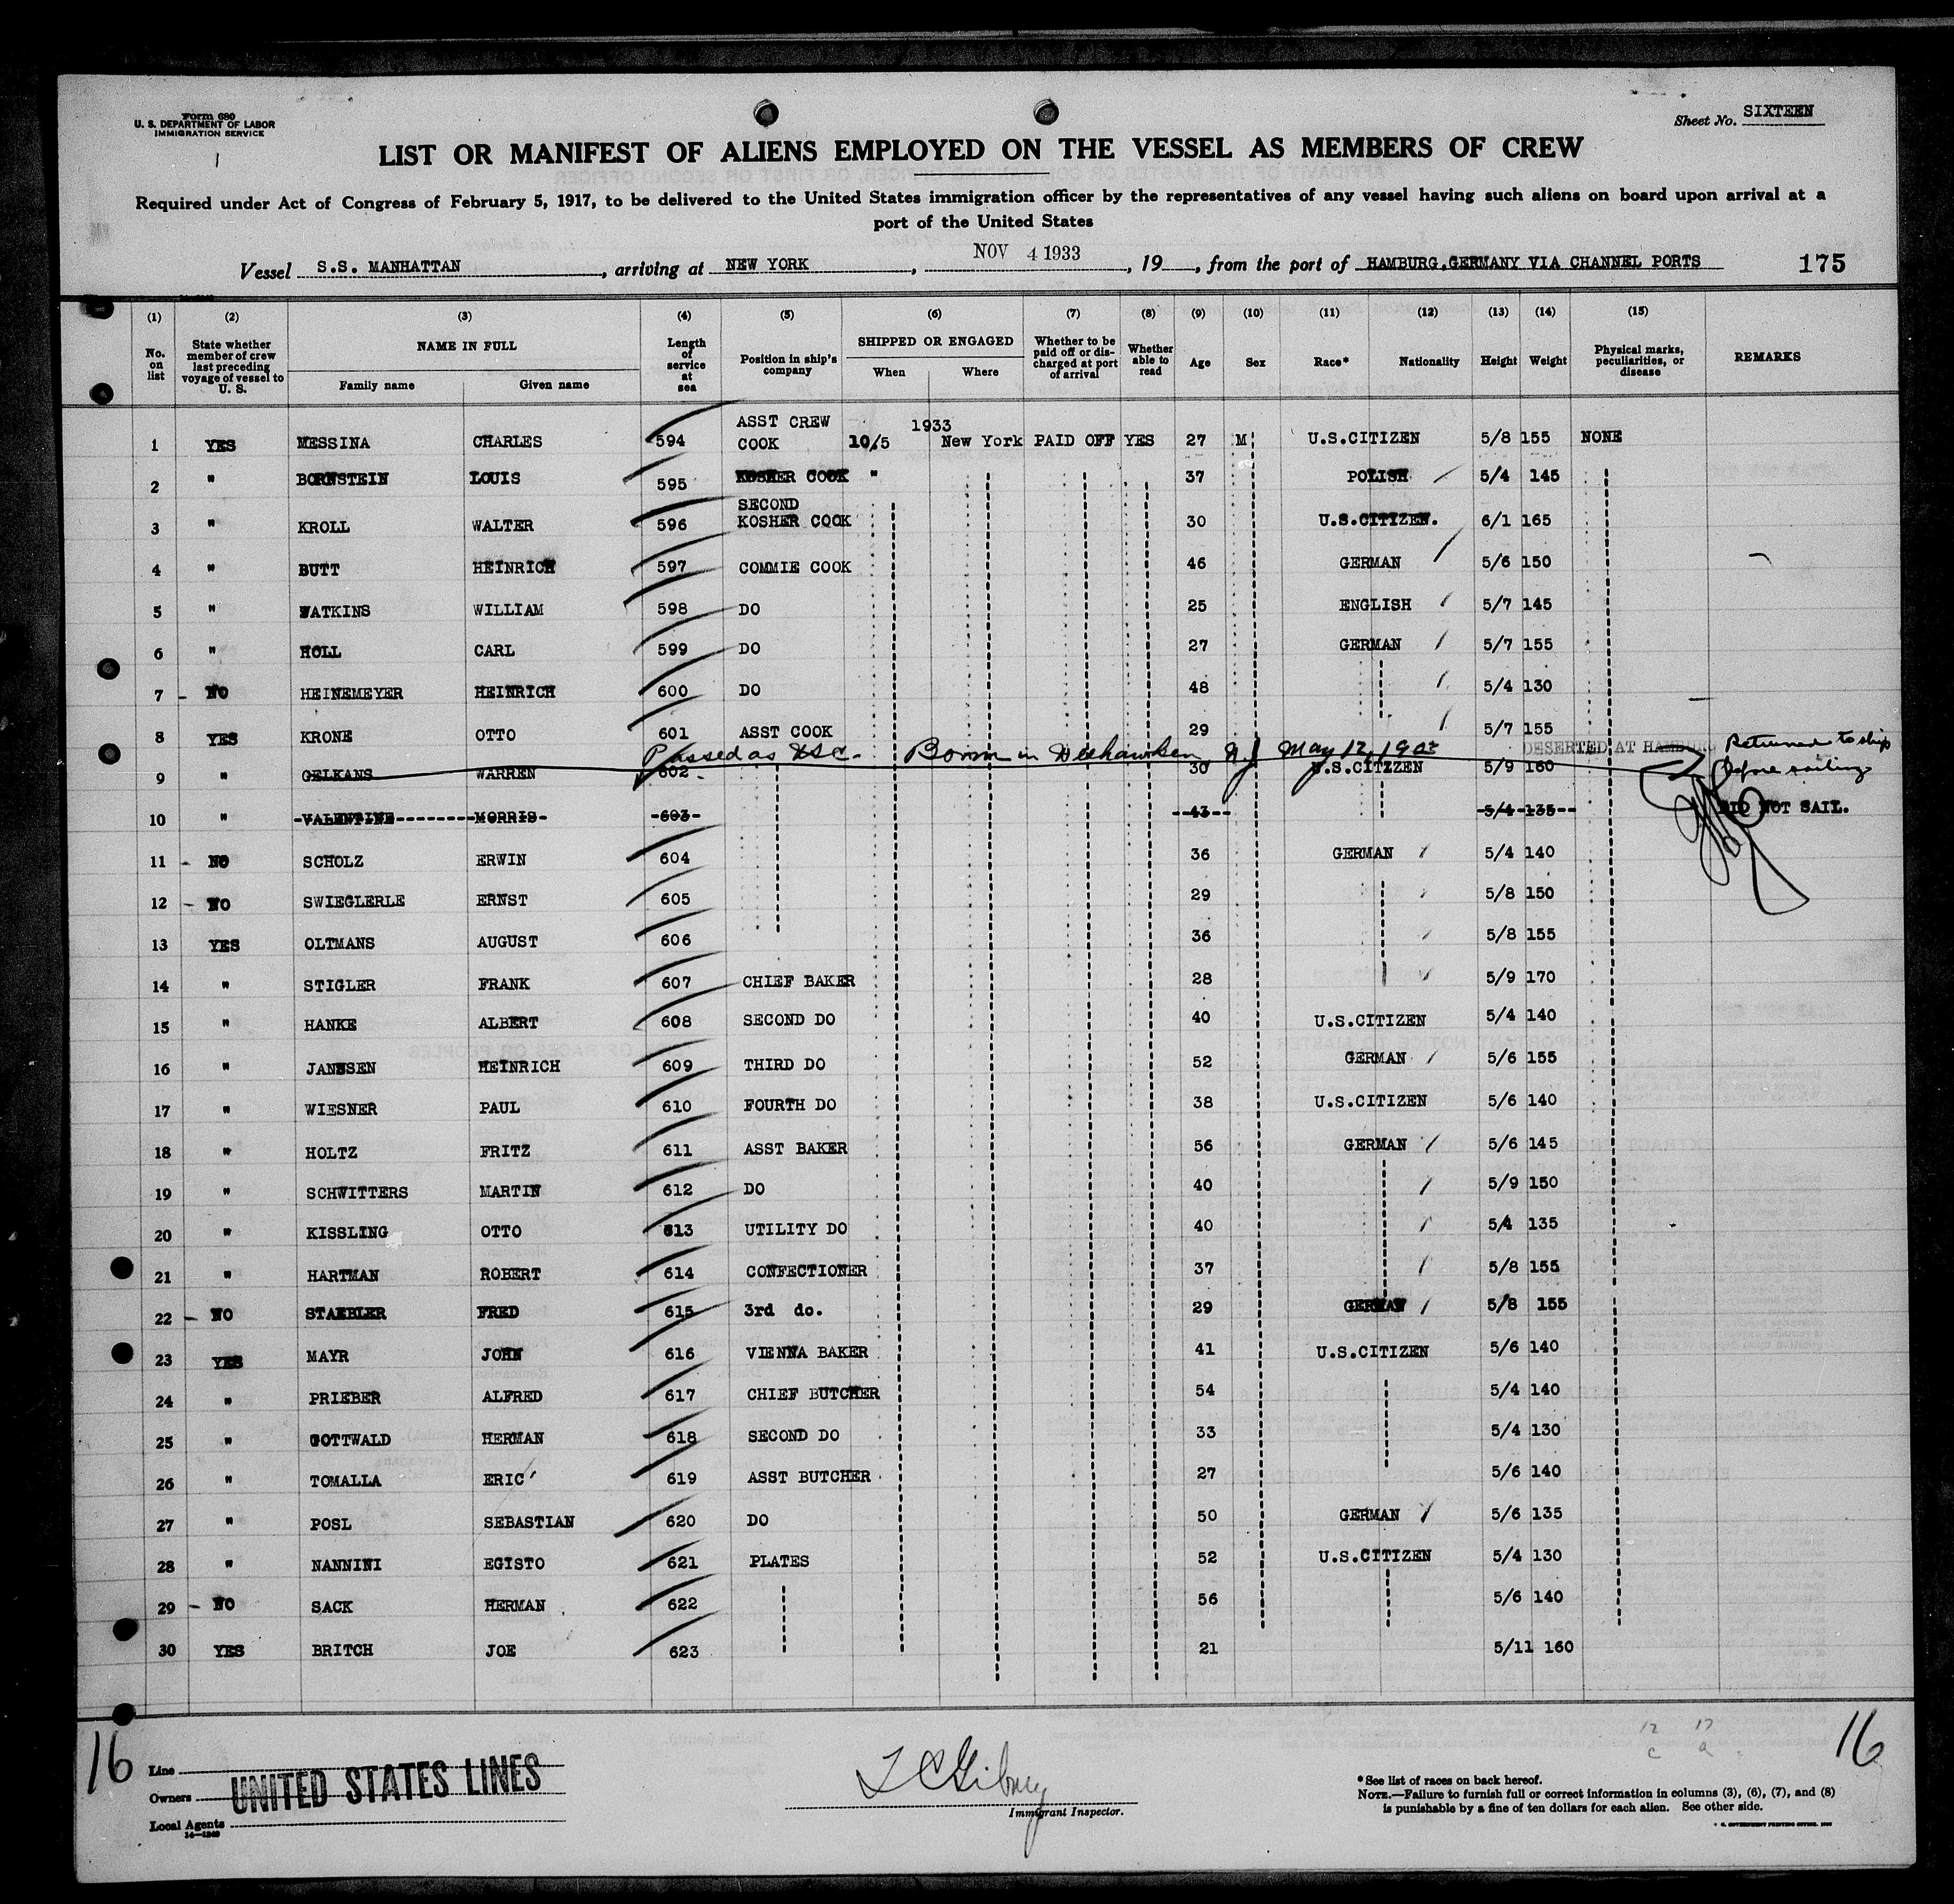 Form 680
U. S. DEPARTMENT OF LABOR
IMMIGRATION SERVICE
Sheet No. SIXTEEN
LIST OR MANIFEST OF ALIENS EMPLOYED ON THE VESSEL AS MEMBERS OF CREW
Required under Act of Congress of February 5, 1917, to be delivered to the United States immigration officer by the representatives of any vessel having such aliens on board upon arrival at a
port of the United States
Vessel S.S. MANHATTAN, arriving at NEW YORK, NOV 4 1933, 19, from the port of HAMBURG,GERMANY VIA CHANNEL PORTS 175
(1) (2) (3) (4) (5) (6) (7) (8) (9) (10) (11) (12) (13) (14) (15)
No. on list State whether member of crew last preceding voyage of vessel to U. S. NAME IN FULL Family name Given name Length of service at sea Position in ship's company SHIPPED OR ENGAGED When Where Whether to be paid off or discharged at port of arrival Whether able to read Age Sex Race* Nationality Height Weight Physical marks, peculiarities, or disease REMARKS
ASST CREW 1933
1 YES MESSINA CHARLES 594 COOK 10/5 New York PAID OFF YES 27 M U.S.CITIZEN 5/8 155 NONE
2 " BORNSTEIN LOUIS 595 KOSHER COOK " 37 POLISH 5/4 145
SECOND
3 " KROLL WALTER 596 KOSHER COOK 30 U.S.CITIZEN. 6/1 165
4 " BUTT HEINRICH 597 COMMIE COOK 46 GERMAN 5/6 150
5 " WATKINS WILLIAM 598 DO 25 ENGLISH 5/7 145
6 " HOLL CARL 599 DO 27 GERMAN 5/7 155
7 - NO HEINEMEYER HEINRICH 600 DO 48 5/4 130
8 YES KRONE OTTO 601 ASST COOK 29 5/7 155
Passed as USC. Born in Weehawken N.J May 12, 1903 DESERTED AT HAMBURG Returned to ship
before sailing
9 " GELKANS WARREN 602 30 U.S.CITIZEN 5/9 160
10 " VALENTINE MORRIS 603 43 5/4 135 DID NOT SAIL.
11 - NO SCHOLZ ERWIN 604 36 GERMAN 5/4 140
12 - NO SWIEGLERLE ERNST 605 29 5/8 150
13 YES OLTMANS AUGUST 606 36 5/8 155
14 " STIGLER FRANK 607 CHIEF BAKER 28 5/9 170
15 " HANKE ALBERT 608 SECOND DO 40 U.S.CITIZEN 5/4 140
16 " JANSSEN HEINRICH 609 THIRD DO 52 GERMAN 5/6 155
17 " WIESNER PAUL 610 FOURTH DO 38 U.S.CITIZEN 5/6 140
18 " HOLTZ FRITZ 611 ASST BAKER 56 GERMAN 5/6 145
19 " SCHWITTERS MARTIN 612 DO 40 5/9 150
20 " KISSLING OTTO 613 UTILITY DO 40 5/4 135
21 " HARTMAN ROBERT 614 CONFECTIONER 37 5/8 155
22 - NO STAEBLER FRED 615 3rd do. 29 GERMAN 5/8 155
23 YES MAYR JOHN 616 VIENNA BAKER 41 U.S.CITIZEN 5/6 140
24 " PRIEBER ALFRED 617 CHIEF BUTCHER 54 5/4 140
25 " GOTTWALD HERMAN 618 SECOND DO 33 5/4 130
26 " TOMALLA ERIC 619 ASST BUTCHER 27 5/6 140
27 " POSL SEBASTIAN 620 DO 50 GERMAN 5/6 135
28 " NANNINI EGISTO 621 PLATES 52 U.S.CITIZEN 5/4 130
29 - NO SACK HERMAN 622 56 5/6 140
30 YES BRITCH JOE 623 21 5/11 160
16 16
Line
Owners UNITED STATES LINES
Local Agents
14-1240
Immigrant Inspector.
*See list of races on back hereof.
NOTE.—Failure to furnish full or correct information in columns (3), (6), (7), and (8)
is punishable by a fine of ten dollars for each alien. See other side.
U. S. GOVERNMENT PRINTING OFFICE